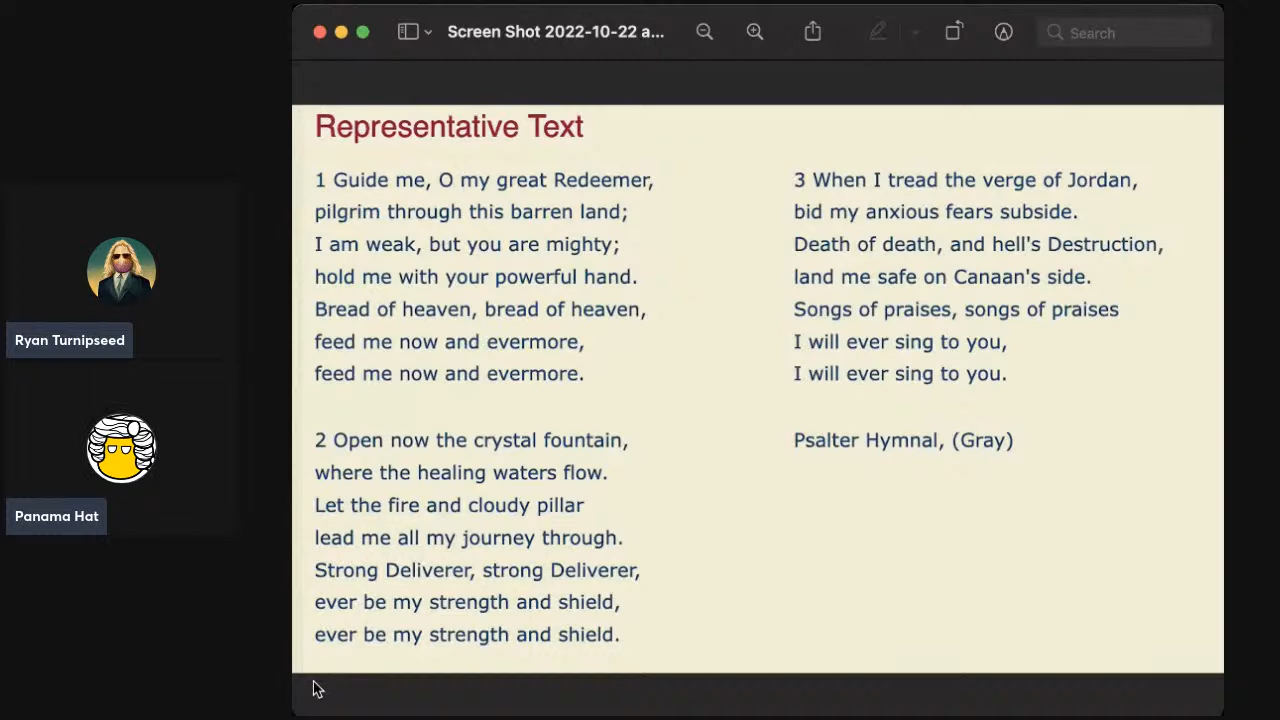 Screen Shot 2022-10-22 a...
Search
Ryan Turnipseed
Panama Hat
Representative Text
1 Guide me, O my great Redeemer,
pilgrim through this barren land;
I am weak, but you are mighty;
hold me with your powerful hand.
Bread of heaven, bread of heaven,
feed me now and evermore,
feed me now and evermore.
2 Open now the crystal fountain,
where the healing waters flow.
Let the fire and cloudy pillar
lead me all my journey through.
Strong Deliverer, strong Deliverer,
ever be my strength and shield,
ever be my strength and shield.
3 When I tread the verge of Jordan,
bid my anxious fears subside.
Death of death, and hell's Destruction,
land me safe on Canaan's side.
Songs of praises, songs of praises
I will ever sing to you,
I will ever sing to you.
Psalter Hymnal, (Gray)